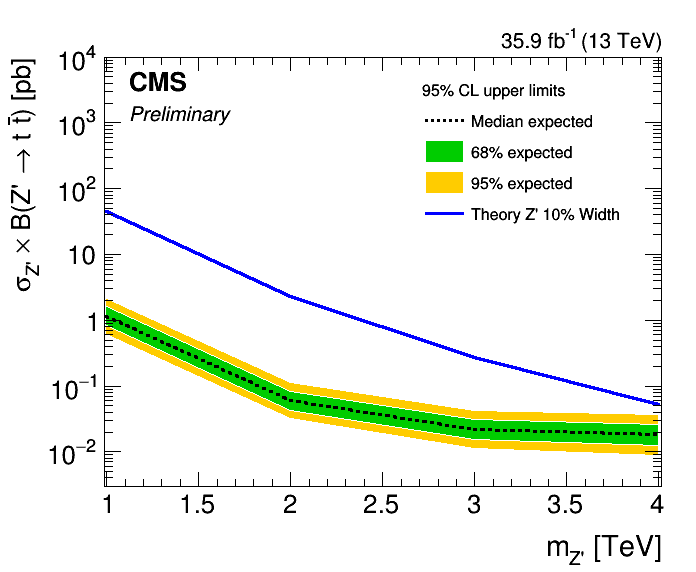 35.9 fb⁻¹ (13 TeV)
CMS
Preliminary
95% CL upper limits
Median expected
68% expected
95% expected
Theory Z' 10% Width
σ_Z' × B(Z' → t t̄) [pb]
10⁴
10³
10²
10
1
10⁻¹
10⁻²
1 1.5 2 2.5 3 3.5 4
m_Z' [TeV]